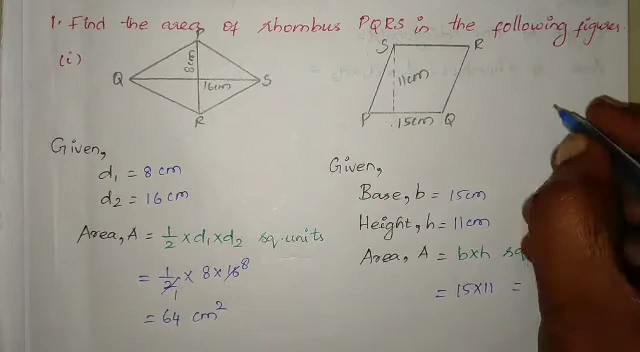 1. Find the area of rhombus PQRS in the following figures.
(i)
P
8cm
Q
16cm
S
R
S
R
11cm
P
15cm
Q
Given,
d₁ = 8 cm
d₂ = 16 cm
Area, A = 1/2 × d₁ × d₂ sq. units
= 1/2 × 8 × 16 8
1
= 64 cm²
Given,
Base, b = 15cm
Height, h = 11cm
Area, A = b×h
= 15×11 =